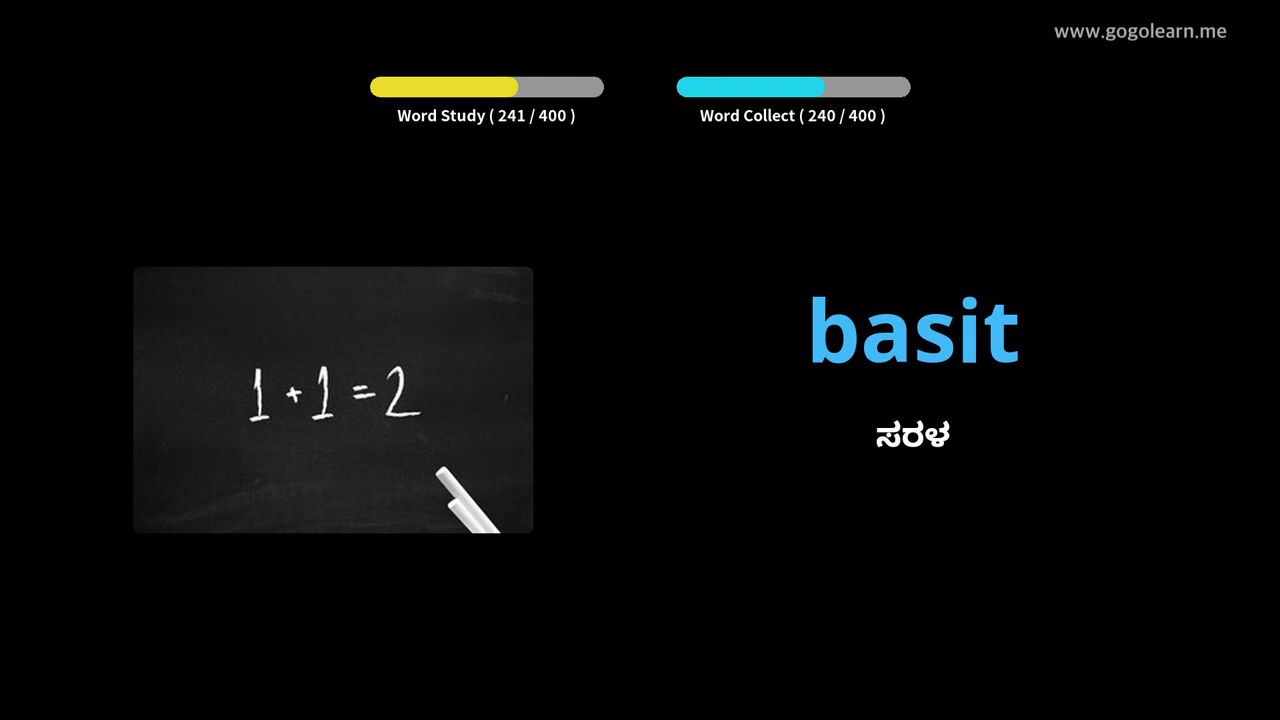 www.gogolearn.me
Word Study ( 241 / 400 )
Word Collect ( 240 / 400 )
1 + 1 = 2
basit
ಸರಳ